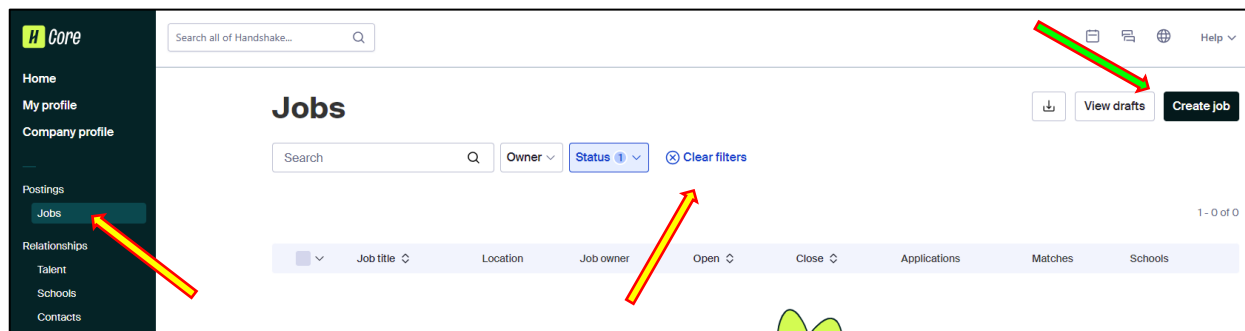 H Core
Search all of Handshake...
Help
Home
My profile
Company profile
Jobs
View drafts
Create job
Search
Owner
Status 1
Clear filters
Postings
Jobs
1 - 0 of 0
Relationships
Job title
Location
Job owner
Open
Close
Applications
Matches
Schools
Talent
Schools
Contacts